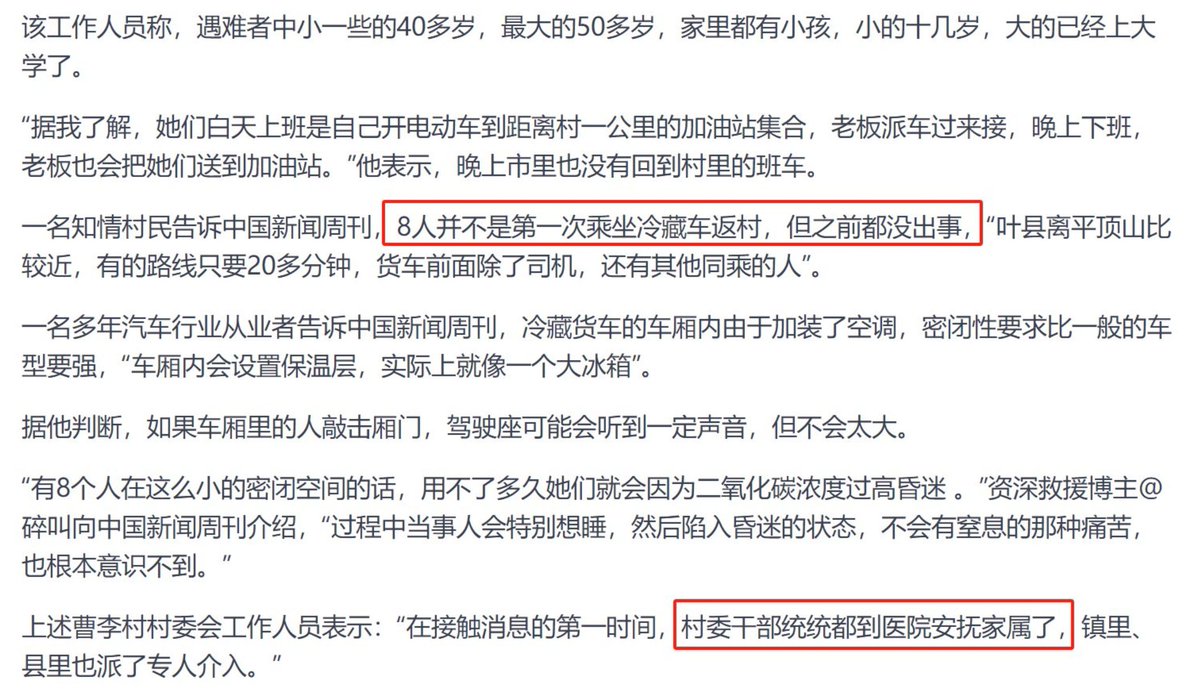 该工作人员称，遇难者中小一些的40多岁，最大的50多岁，家里都有小孩，小的十几岁，大的已经上大
学了。
“据我了解，她们白天上班是自己开电动车到距离村一公里的加油站集合，老板派车过来接，晚上下班，
老板也会把她们送到加油站。”他表示，晚上市里也没有回到村里的班车。
一名知情村民告诉中国新闻周刊，8人并不是第一次乘坐冷藏车返村，但之前都没出事，“叶县离平顶山比
较近，有的路线只要20多分钟，货车前面除了司机，还有其他同乘的人”。
一名多年汽车行业从业者告诉中国新闻周刊，冷藏货车的车厢内由于加装了空调，密闭性要求比一般的车
型要强，“车厢内会设置保温层，实际上就像一个大冰箱”。
据他判断，如果车厢里的人敲击厢门，驾驶座可能会听到一定声音，但不会太大。
“有8个人在这么小的密闭空间的话，用不了多久她们就会因为二氧化碳浓度过高昏迷 。”资深救援博主@
碎叫向中国新闻周刊介绍，“过程中当事人会特别想睡，然后陷入昏迷的状态，不会有窒息的那种痛苦，
也根本意识不到。”
上述曹李村村委会工作人员表示：“在接触消息的第一时间，村委干部统统都到医院安抚家属了，镇里、
县里也派了专人介入。”